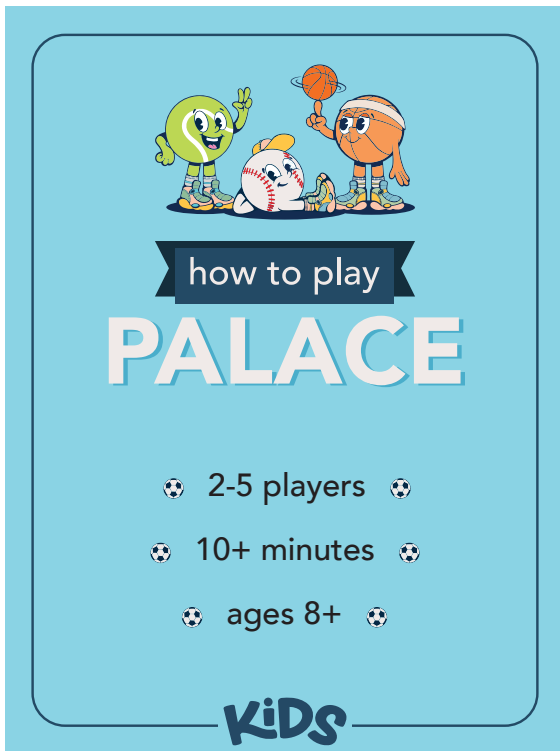 how to play
PALACE
2-5 players
10+ minutes
ages 8+
KiDS